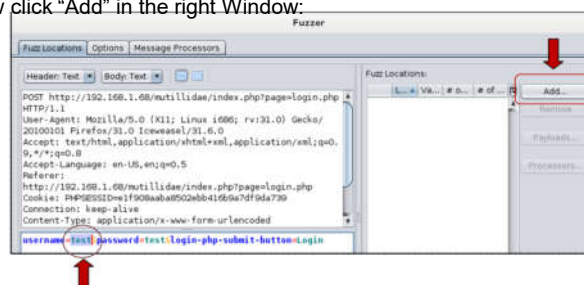 click "Add" in the right Window:
Fuzzer
Fuzz Locations Options Message Processors
Header: Text Body: Text
Fuzz Locations:
L... Va... # o... # of ...
Add...
Remove
Payloads...
Processors...
POST http://192.168.1.68/mutillidae/index.php?page=login.php
HTTP/1.1
User-Agent: Mozilla/5.0 (X11; Linux i686; rv:31.0) Gecko/
20100101 Firefox/31.0 Iceweasel/31.6.0
Accept: text/html,application/xhtml+xml,application/xml;q=0.
9,*/*;q=0.8
Accept-Language: en-US,en;q=0.5
Referer:
http://192.168.1.68/mutillidae/index.php?page=login.php
Cookie: PHPSESSID=e1f908aaba8502ebb416b9a7df9da739
Connection: keep-alive
Content-Type: application/x-www-form-urlencoded
username=test&password=test&login-php-submit-button=Login